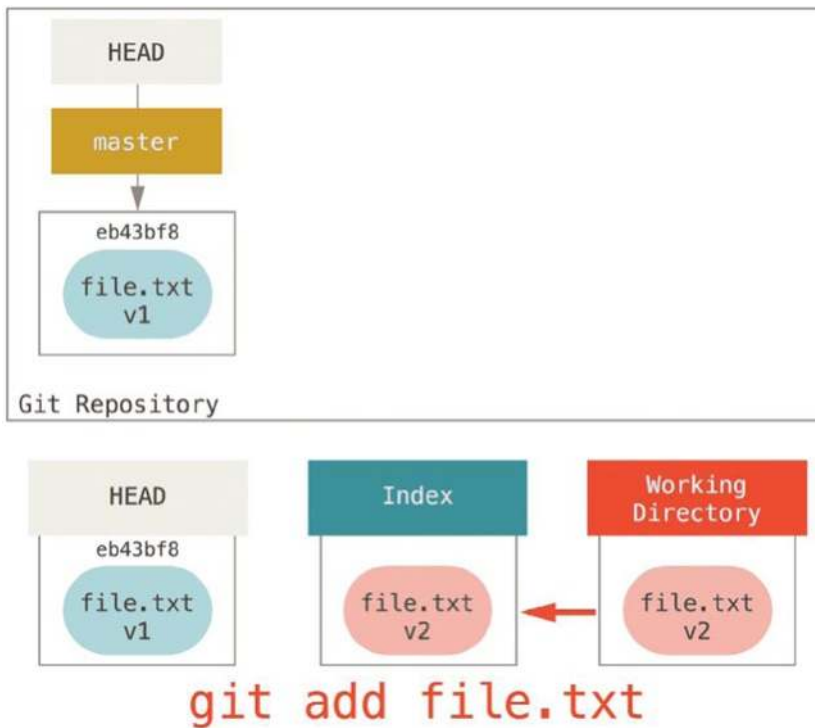 HEAD
master
eb43bf8
file.txt
v1
Git Repository
HEAD
Index
Working
Directory
eb43bf8
file.txt
v1
file.txt
v2
file.txt
v2
git add file.txt